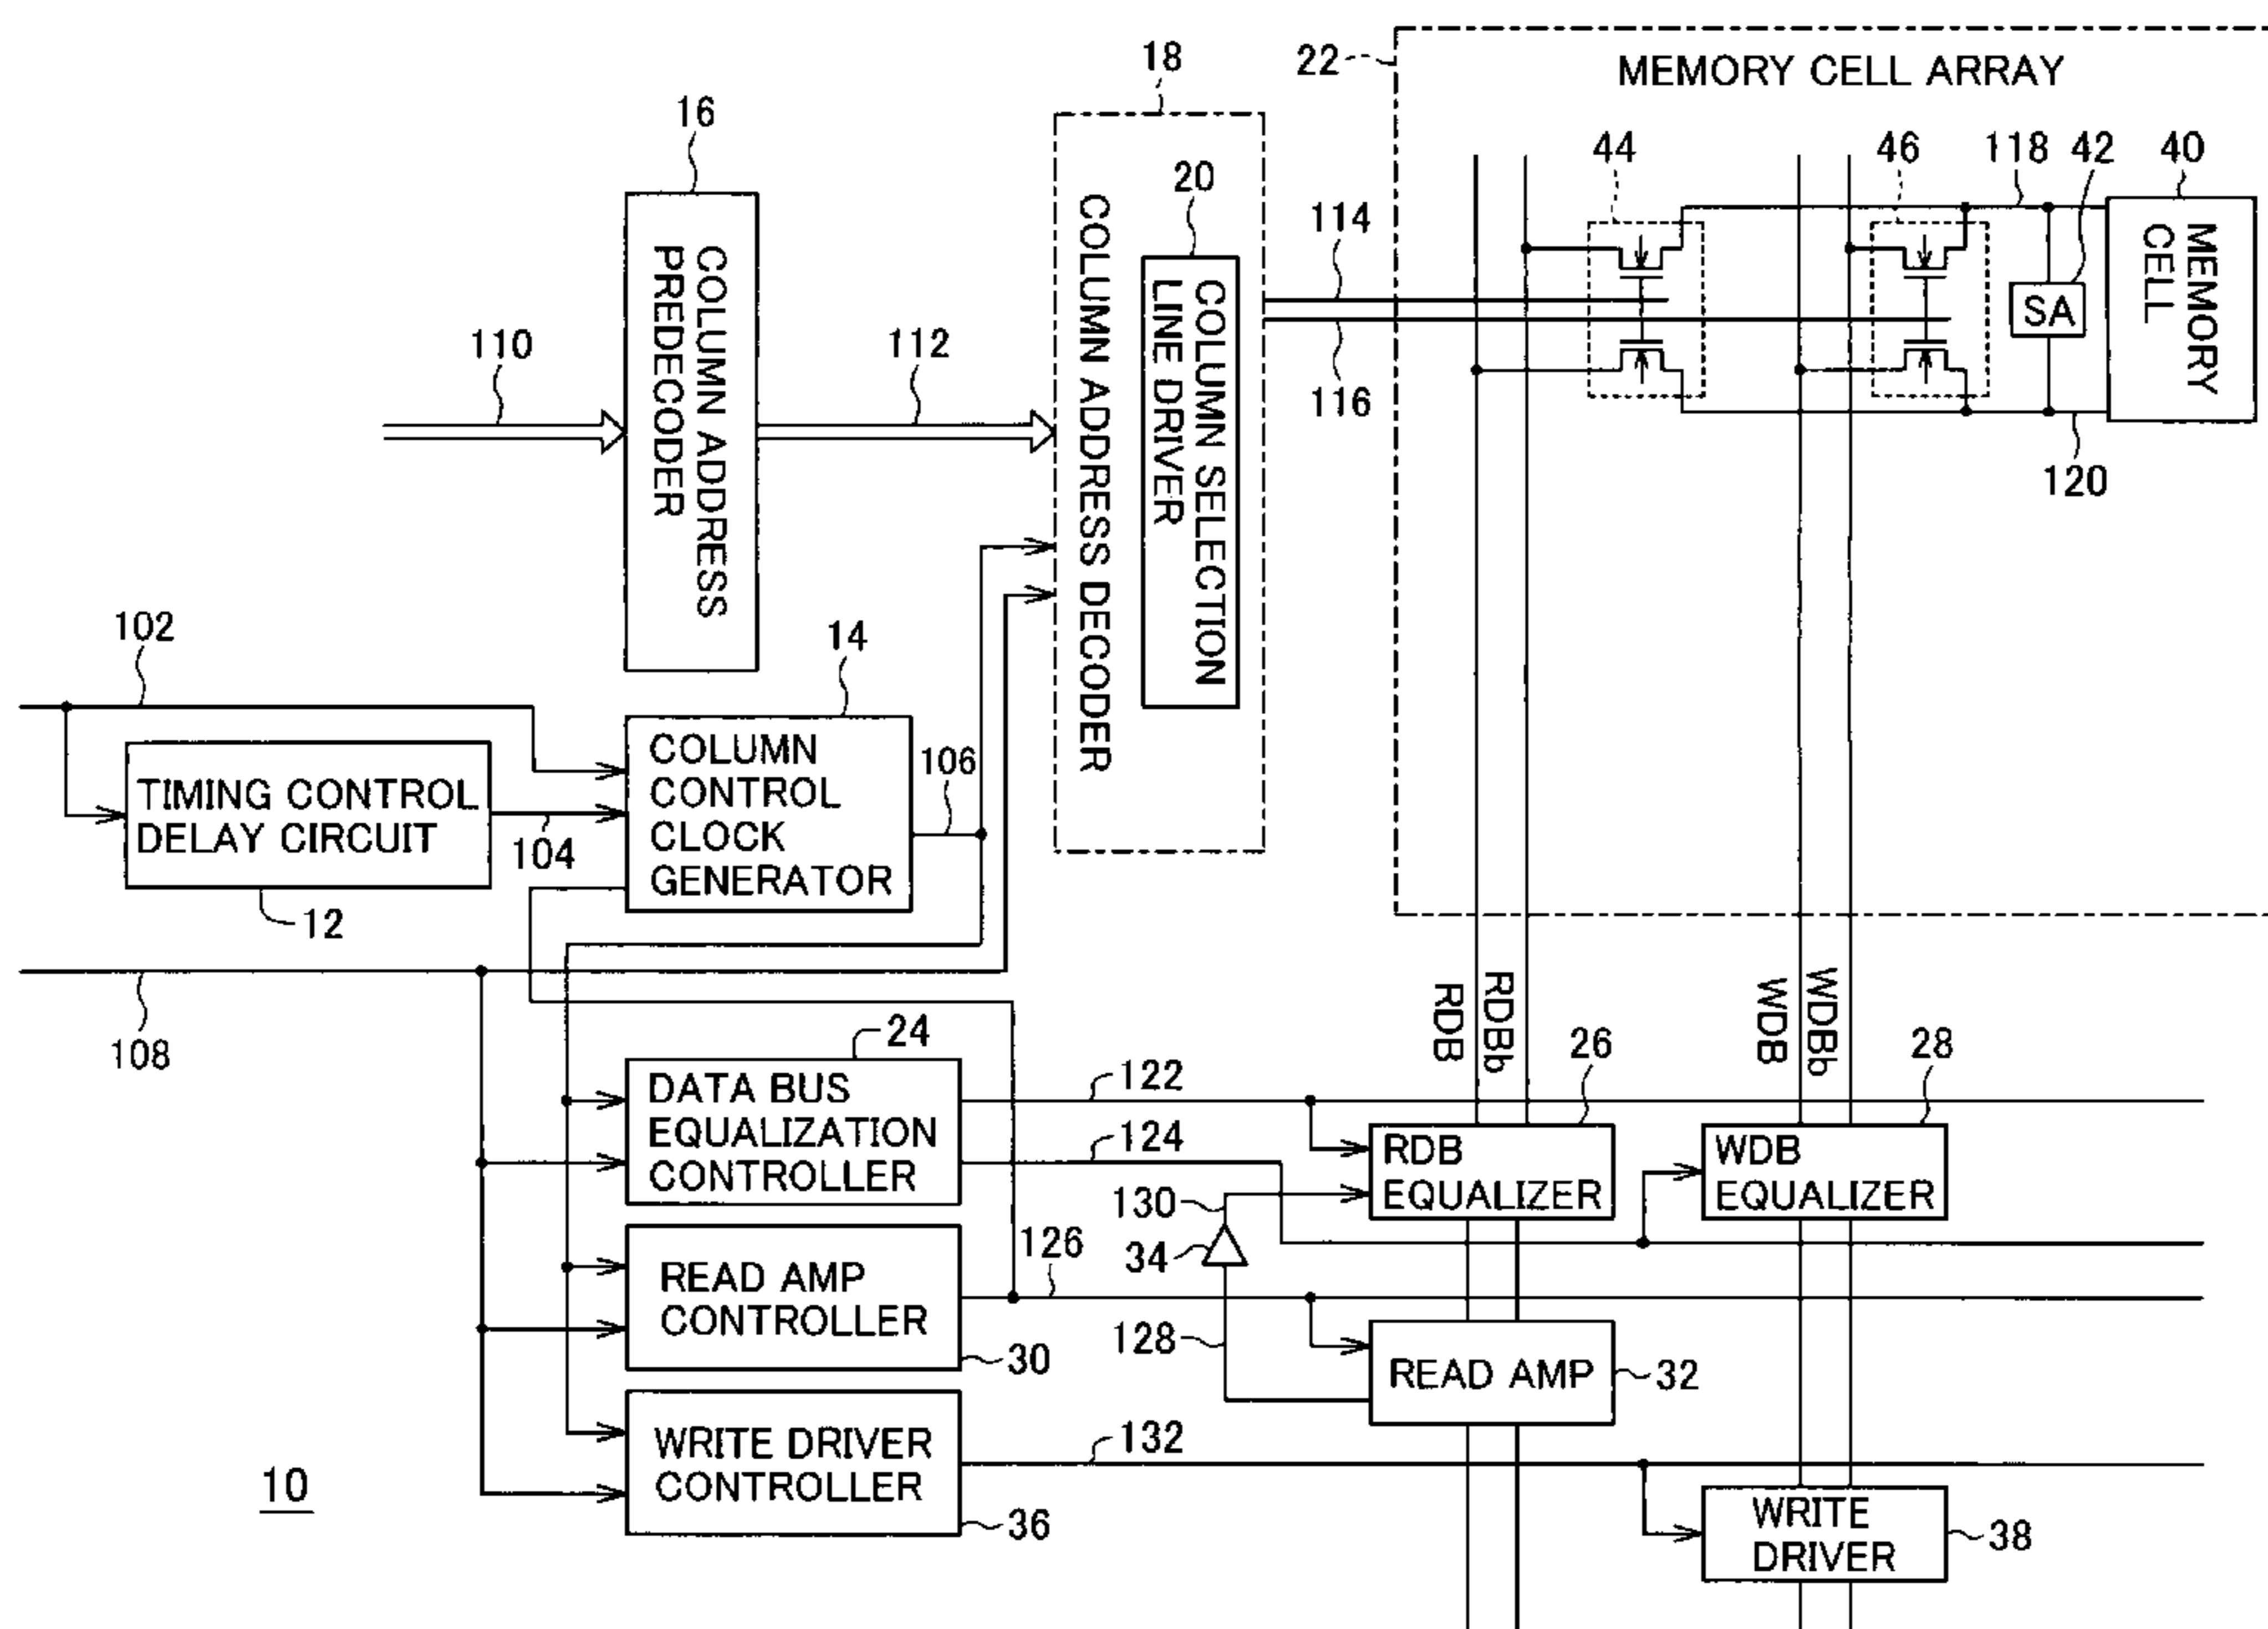 22
MEMORY CELL ARRAY
18
16
44
46
118
42
40
20
114
116
110
112
COLUMN ADDRESS
PREDECODER
COLUMN ADDRESS DECODER
COLUMN SELECTION
LINE DRIVER
SA
MEMORY
CELL
120
102
14
TIMING CONTROL
DELAY CIRCUIT
12
104
COLUMN
CONTROL
CLOCK
GENERATOR
106
108
RDB
RDBb
WDB
WDBb
24
DATA BUS
EQUALIZATION
CONTROLLER
122
124
26
RDB
EQUALIZER
28
WDB
EQUALIZER
130
34
126
READ AMP
CONTROLLER
30
128
READ AMP
32
WRITE DRIVER
CONTROLLER
36
132
WRITE
DRIVER
38
10